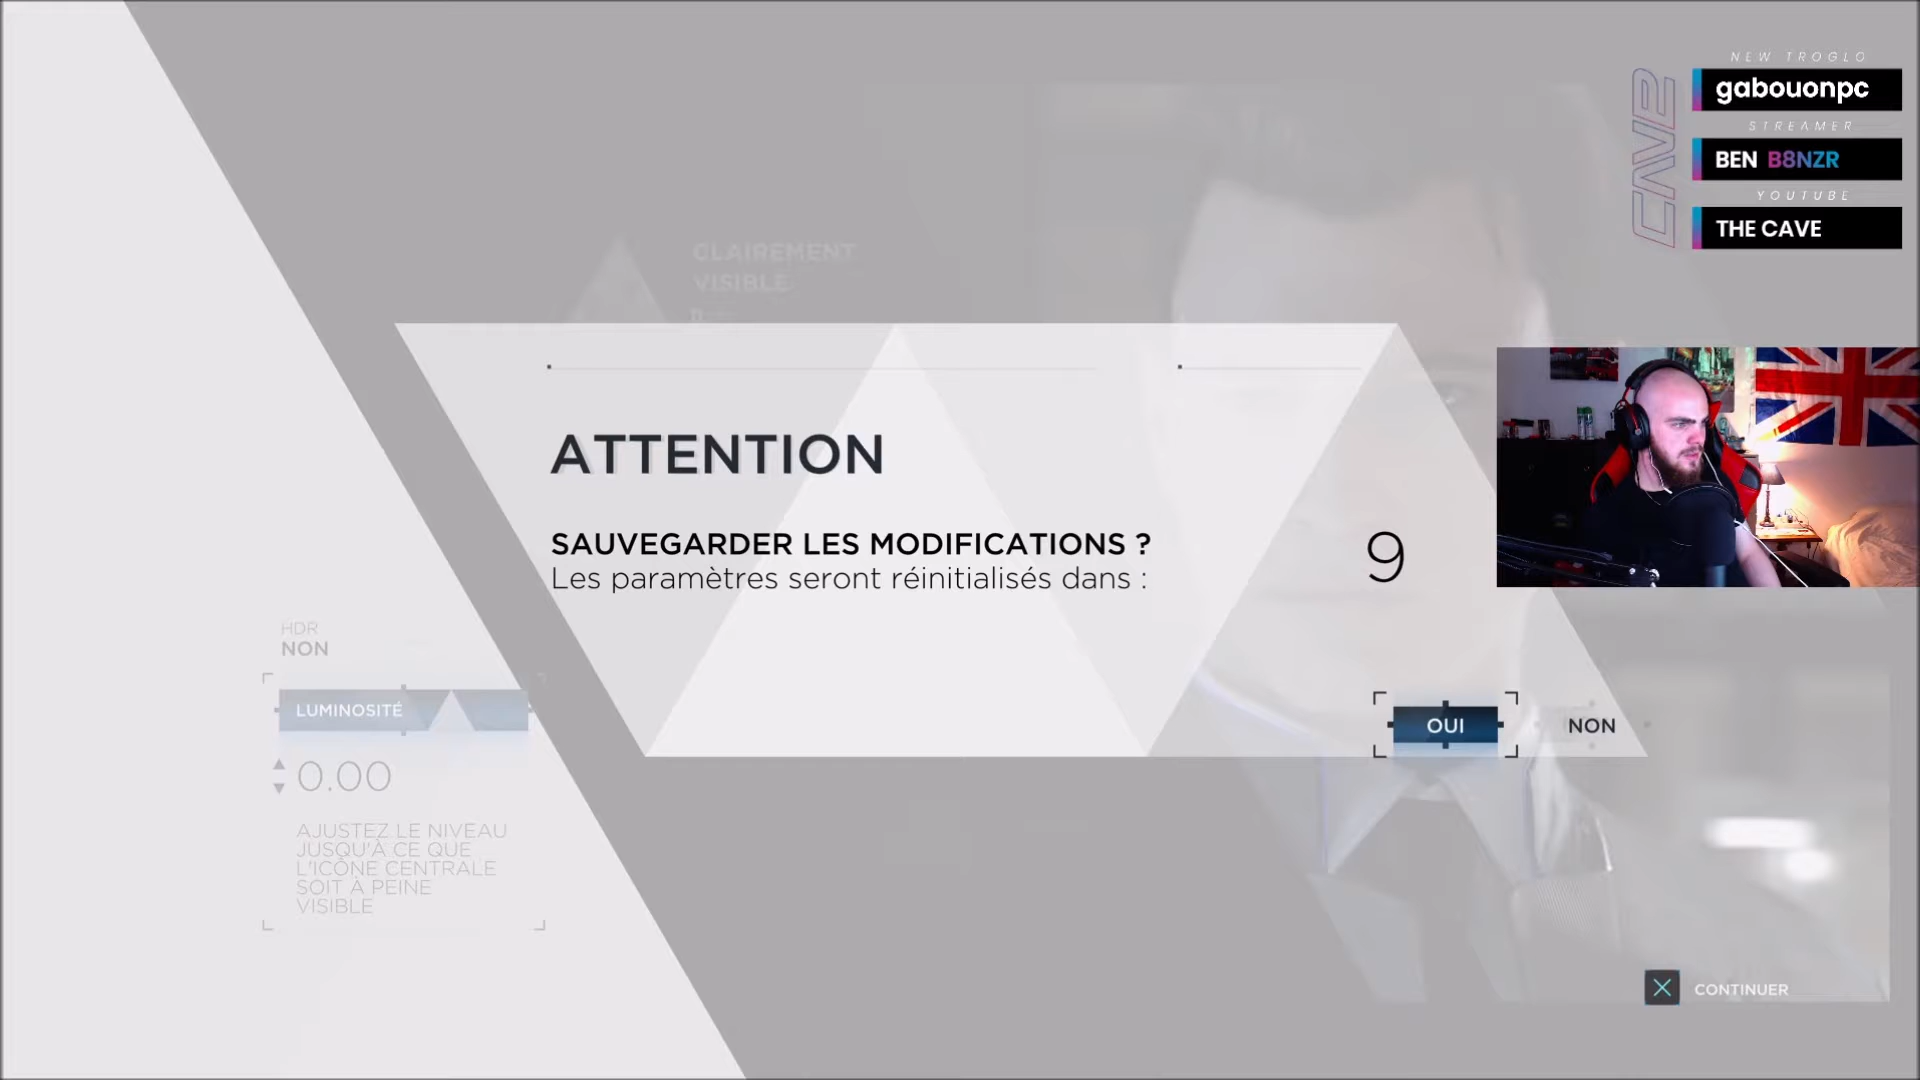 NEW TROGLO
gabouonpc
STREAMER
BEN B8NZR
YOUTUBE
THE CAVE
CAVE
CLAIREMENT
VISIBLE
ATTENTION
SAUVEGARDER LES MODIFICATIONS ?
Les paramètres seront réinitialisés dans :
9
OUI
NON
HDR
NON
LUMINOSITÉ
0.00
AJUSTEZ LE NIVEAU
JUSQU'À CE QUE
L'ICÔNE CENTRALE
SOIT À PEINE
VISIBLE
CONTINUER